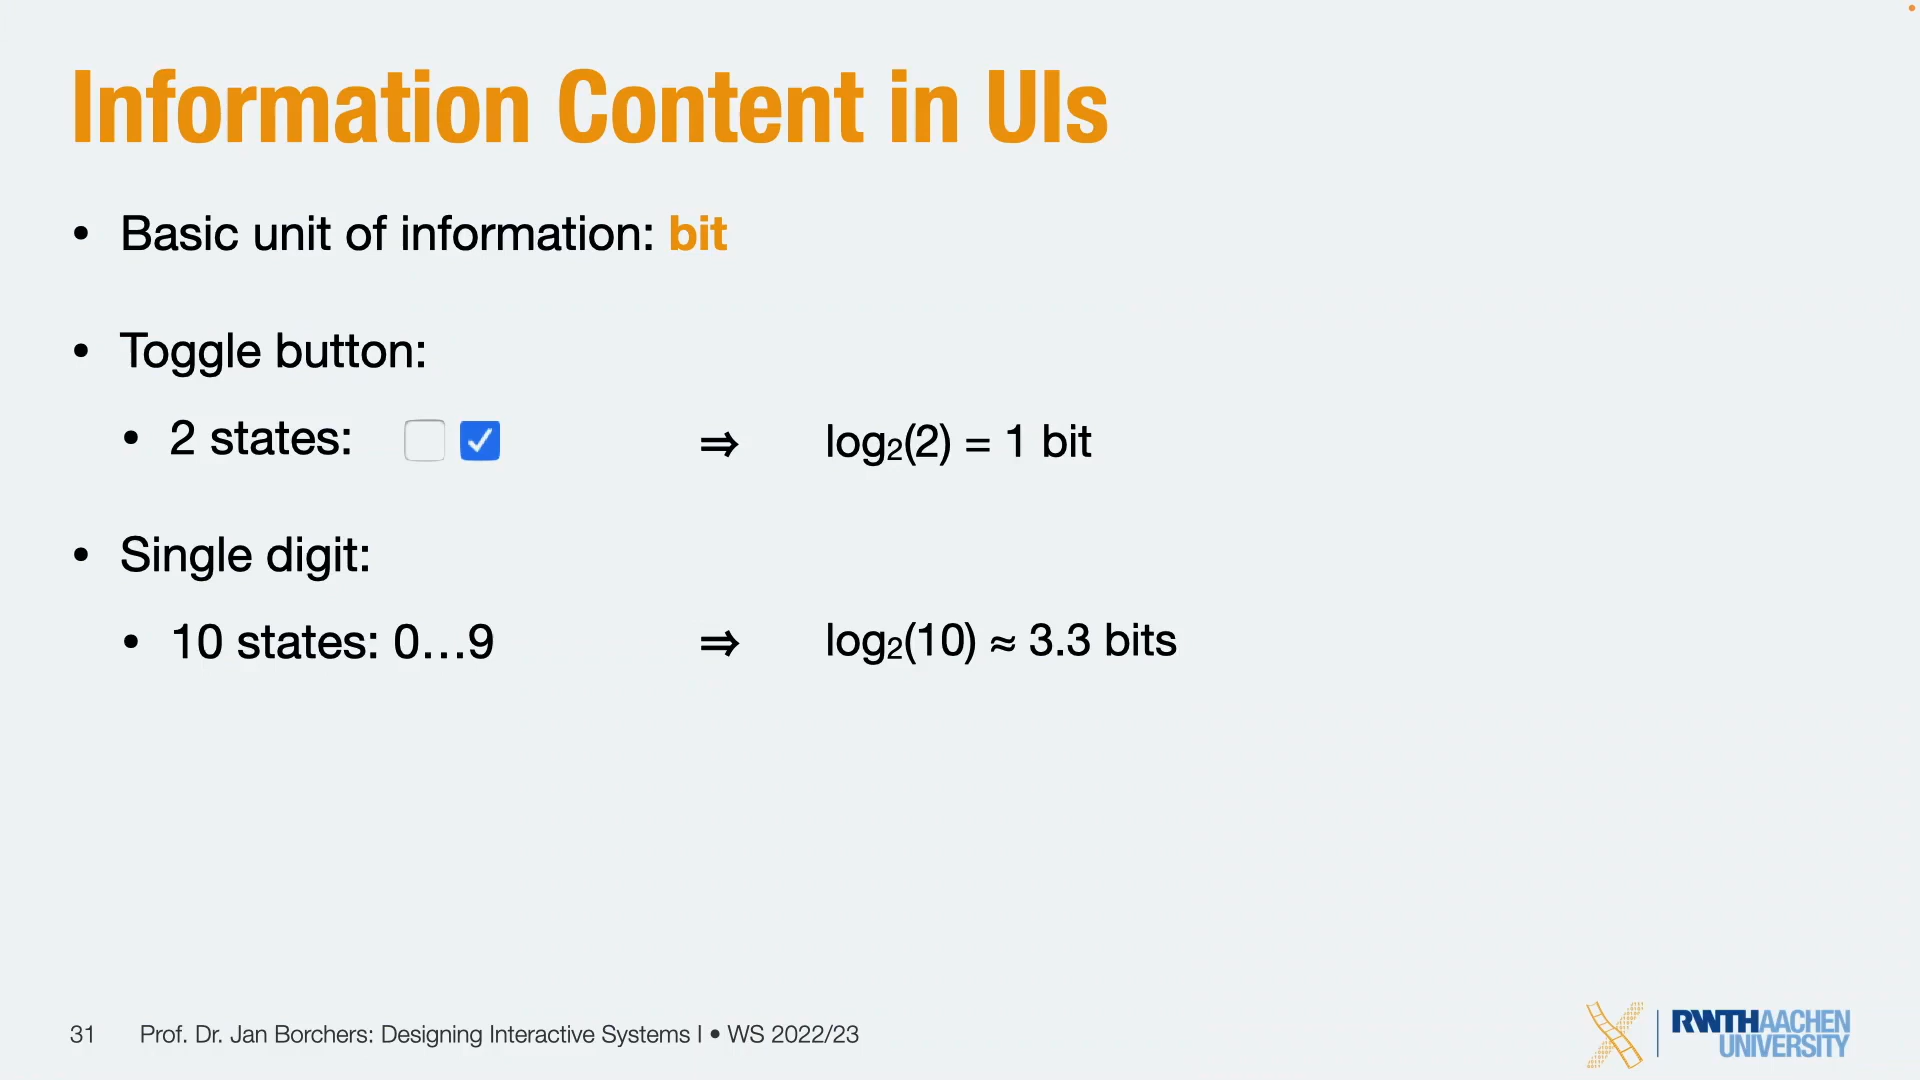 Information Content in UIs
• Basic unit of information: bit
• Toggle button:
• 2 states: ⇒ log₂(2) = 1 bit
• Single digit:
• 10 states: 0…9 ⇒ log₂(10) ≈ 3.3 bits
31 Prof. Dr. Jan Borchers: Designing Interactive Systems I • WS 2022/23
RWTHAACHEN
UNIVERSITY